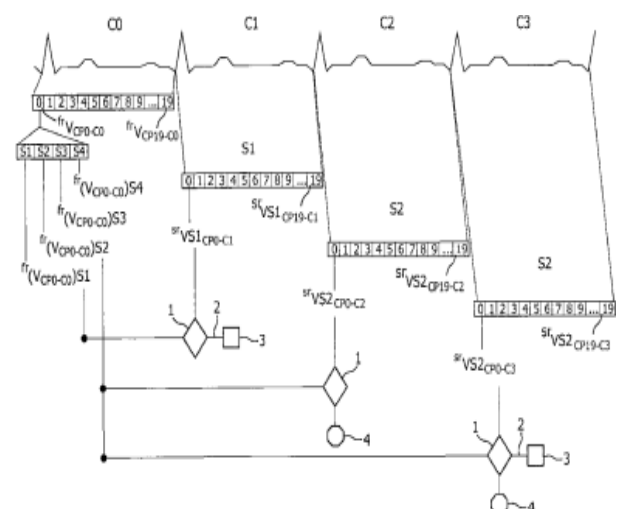 C0 C1 C2 C3
0 1 2 3 4 5 6 7 8 9 ... 19
frVCP0-C0
frVCP19-C0
S1 S2 S3 S4
S1
fr(VCP0-C0)S4
fr(VCP0-C0)S3
fr(VCP0-C0)S2
fr(VCP0-C0)S1
0 1 2 3 4 5 6 7 8 9 ... 19
srVS1CP19-C1
srVS1CP0-C1
S2
0 1 2 3 4 5 6 7 8 9 ... 19
srVS2CP19-C2
srVS2CP0-C2
S2
0 1 2 3 4 5 6 7 8 9 ... 19
srVS2CP19-C3
srVS2CP0-C3
1 2 3
1
4
1 2 3
4